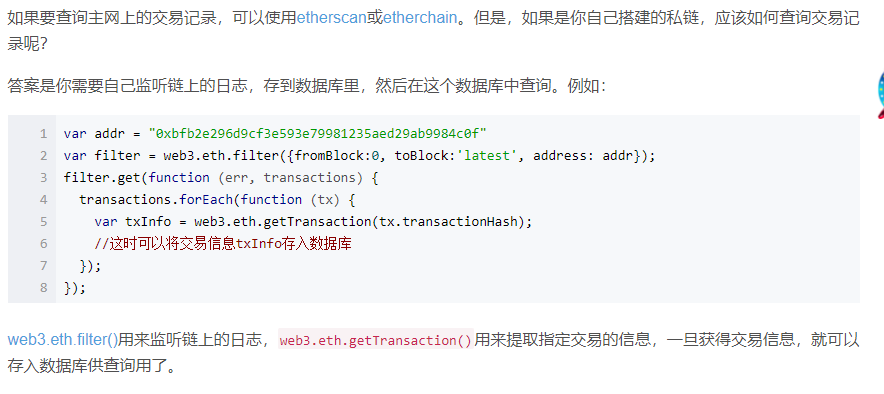 如果要查询主网上的交易记录，可以使用etherscan或etherchain。但是，如果是你自己搭建的私链，应该如何查询交易记
录呢？
答案是你需要自己监听链上的日志，存到数据库里，然后在这个数据库中查询。例如：
1 var addr = "0xbfb2e296d9cf3e593e79981235aed29ab9984c0f"
2 var filter = web3.eth.filter({fromBlock:0, toBlock:'latest', address: addr});
3 filter.get(function (err, transactions) {
4   transactions.forEach(function (tx) {
5     var txInfo = web3.eth.getTransaction(tx.transactionHash);
6     //这时可以将交易信息txInfo存入数据库
7   });
8 });
web3.eth.filter()用来监听链上的日志，web3.eth.getTransaction()用来提取指定交易的信息，一旦获得交易信息，就可以
存入数据库供查询用了。